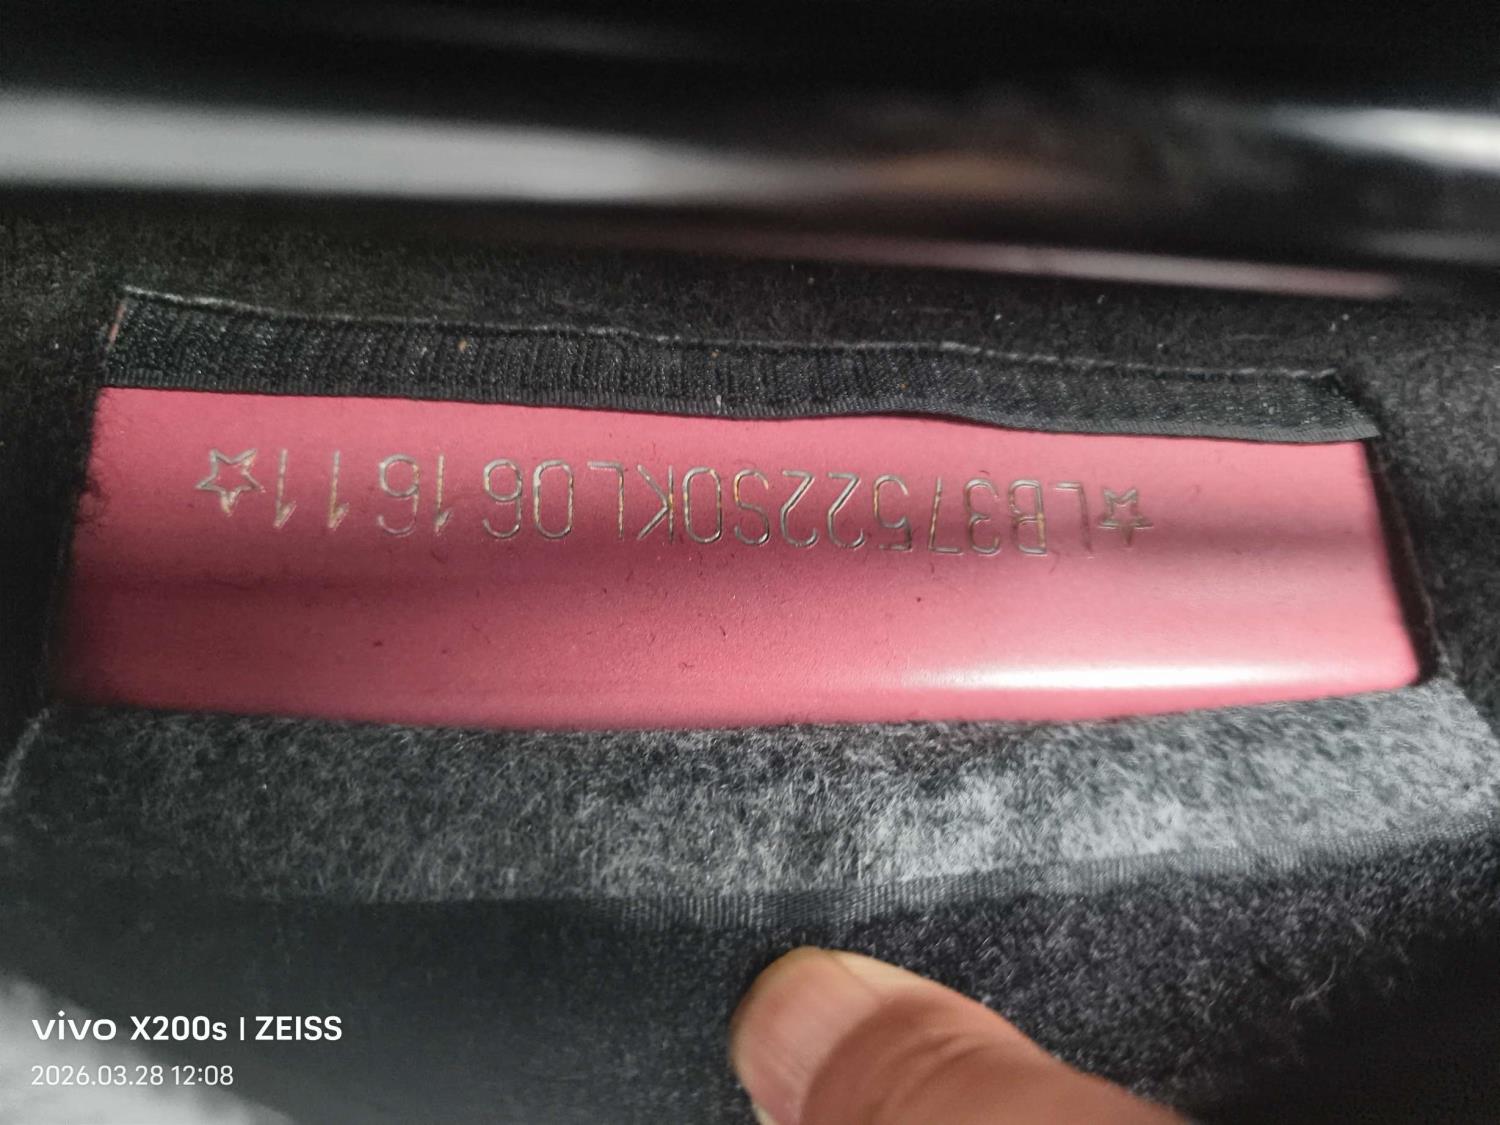 ☆LB37522S0KL061611☆
vivo X200s | ZEISS
2026.03.28 12:08